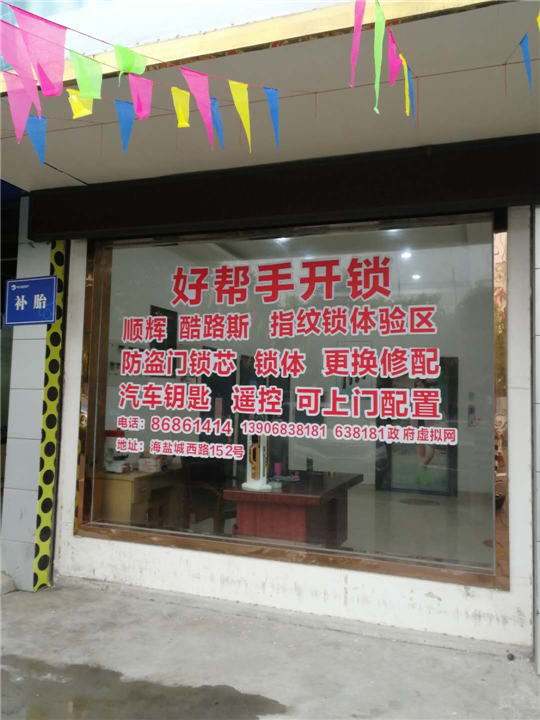 好帮手开锁
顺辉 酷路斯 指纹锁体验区
防盗门锁芯 锁体 更换修配
汽车钥匙 遥控 可上门配置
电话：86861414 13906838181 638181政府虚拟网
地址：海盐城西路152号
补胎